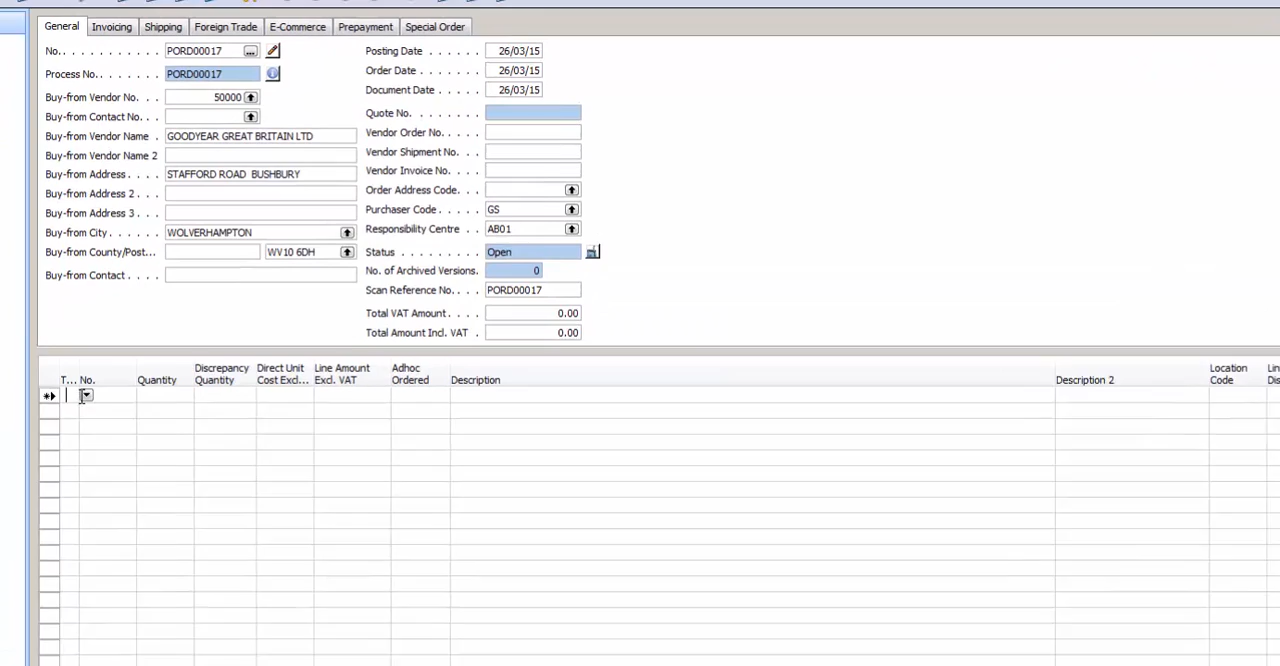 General Invoicing Shipping Foreign Trade E-Commerce Prepayment Special Order
No. . . . . . . . . . . . PORD00017 ...
Process No. . . . . . . PORD00017
Buy-from Vendor No. . . . 50000
Buy-from Contact No. . . .
Buy-from Vendor Name . GOODYEAR GREAT BRITAIN LTD
Buy-from Vendor Name 2
Buy-from Address . . . . STAFFORD ROAD BUSHBURY
Buy-from Address 2 . . .
Buy-from Address 3 . . .
Buy-from City . . . . . . WOLVERHAMPTON
Buy-from County/Post... WV10 6DH
Buy-from Contact . . . .
Posting Date . . . . . . 26/03/15
Order Date . . . . . . . 26/03/15
Document Date . . . . . 26/03/15
Quote No. . . . . . . .
Vendor Order No. . . . .
Vendor Shipment No. . . .
Vendor Invoice No. . . . .
Order Address Code. . . .
Purchaser Code . . . . . GS
Responsibility Centre . . AB01
Status . . . . . . . . . Open
No. of Archived Versions. 0
Scan Reference No. . . . PORD00017
Total VAT Amount . . . . 0.00
Total Amount Incl. VAT . 0.00
T... No. Quantity Discrepancy Quantity Direct Unit Cost Excl... Line Amount Excl. VAT Adhoc Ordered Description Description 2 Location Code Lin Dis